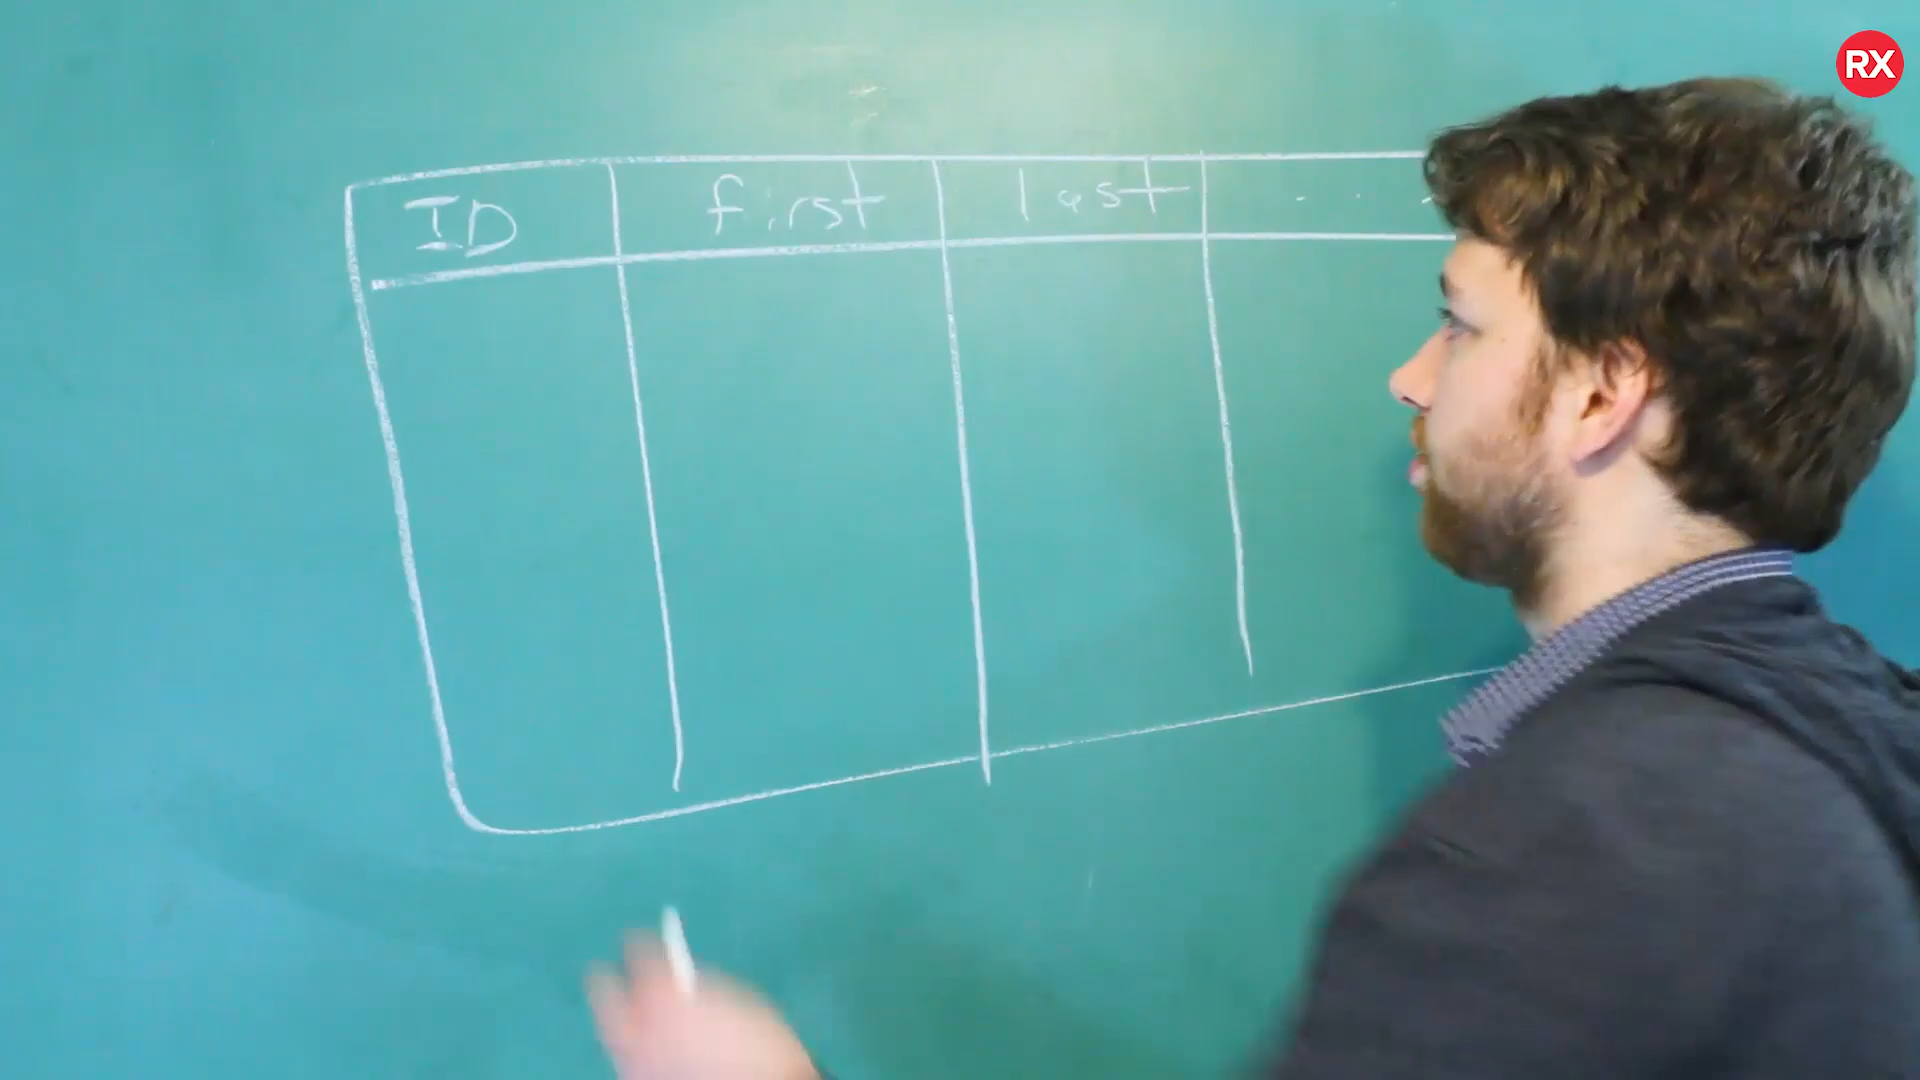 RX
ID first last . . .